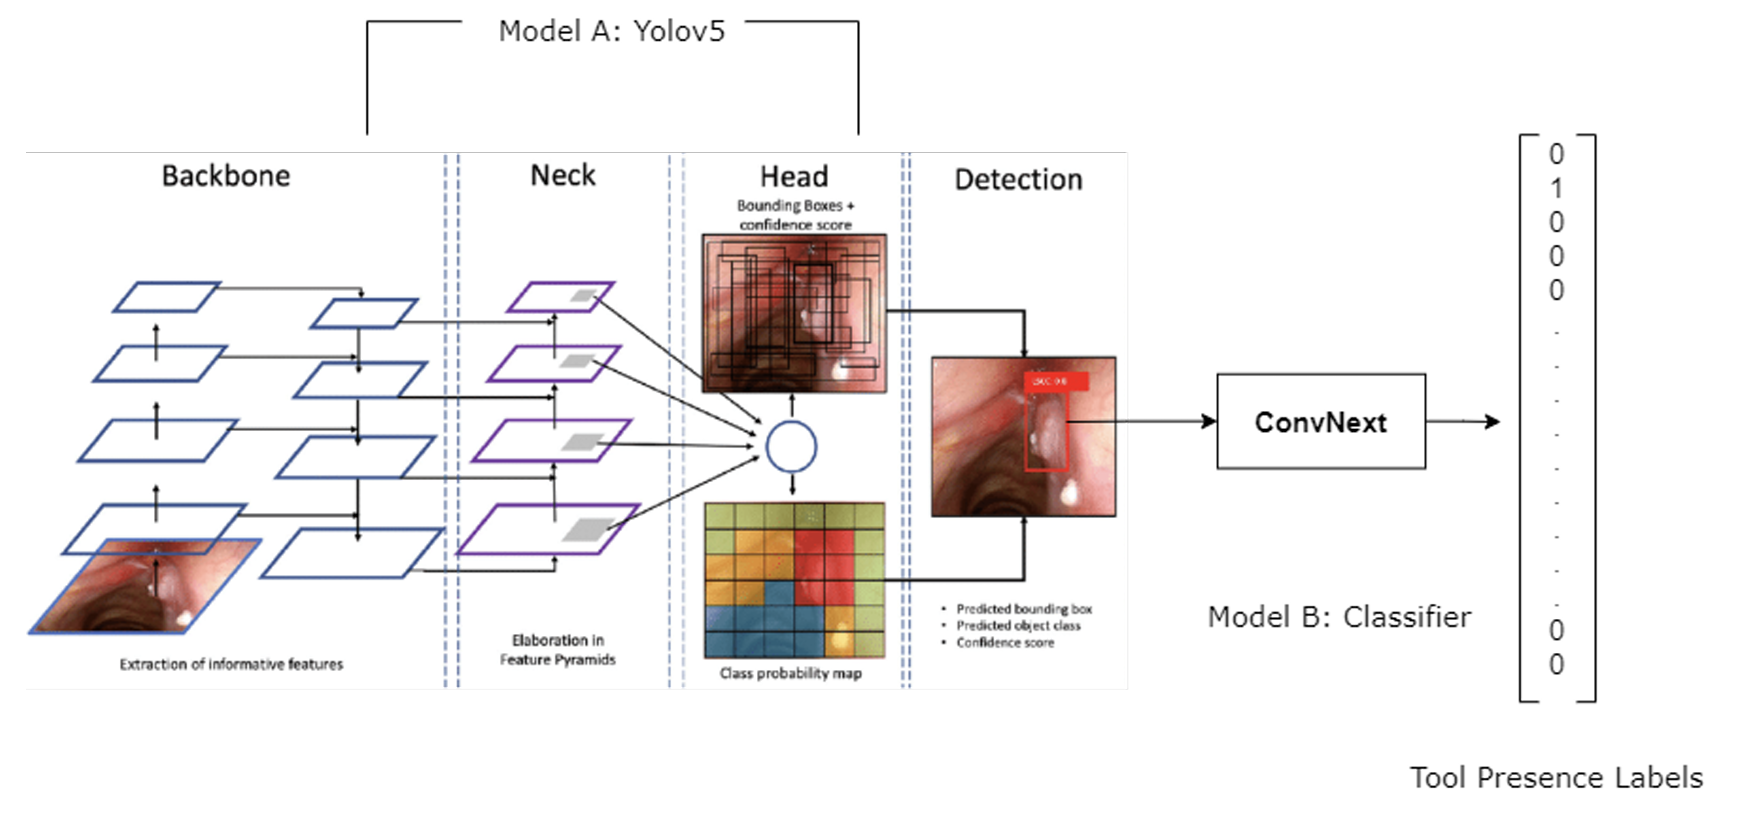 Model A: Yolov5
Backbone
Neck
Head
Detection
Bounding Boxes +
confidence score
Extraction of informative features
Elaboration in
Feature Pyramids
Class probability map
• Predicted bounding box
• Predicted object class
• Confidence score
ConvNext
Model B: Classifier
0
1
0
0
0
.
.
.
.
.
.
.
.
.
0
0
Tool Presence Labels